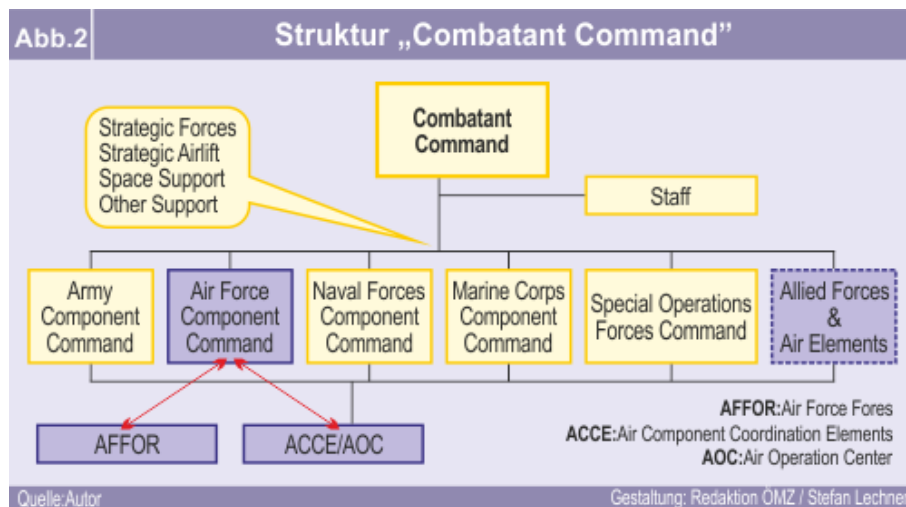 Abb.2
Struktur „Combatant Command”
Combatant
Command
Strategic Forces
Strategic Airlift
Space Support
Other Support
Staff
Army
Component
Command
Air Force
Component
Command
Naval Forces
Component
Command
Marine Corps
Component
Command
Special Operations
Forces Command
Allied Forces
&
Air Elements
AFFOR
ACCE/AOC
AFFOR:Air Force Fores
ACCE:Air Component Coordination Elements
AOC:Air Operation Center
Quelle:Autor
Gestaltung: Redaktion ÖMZ / Stefan Lechner